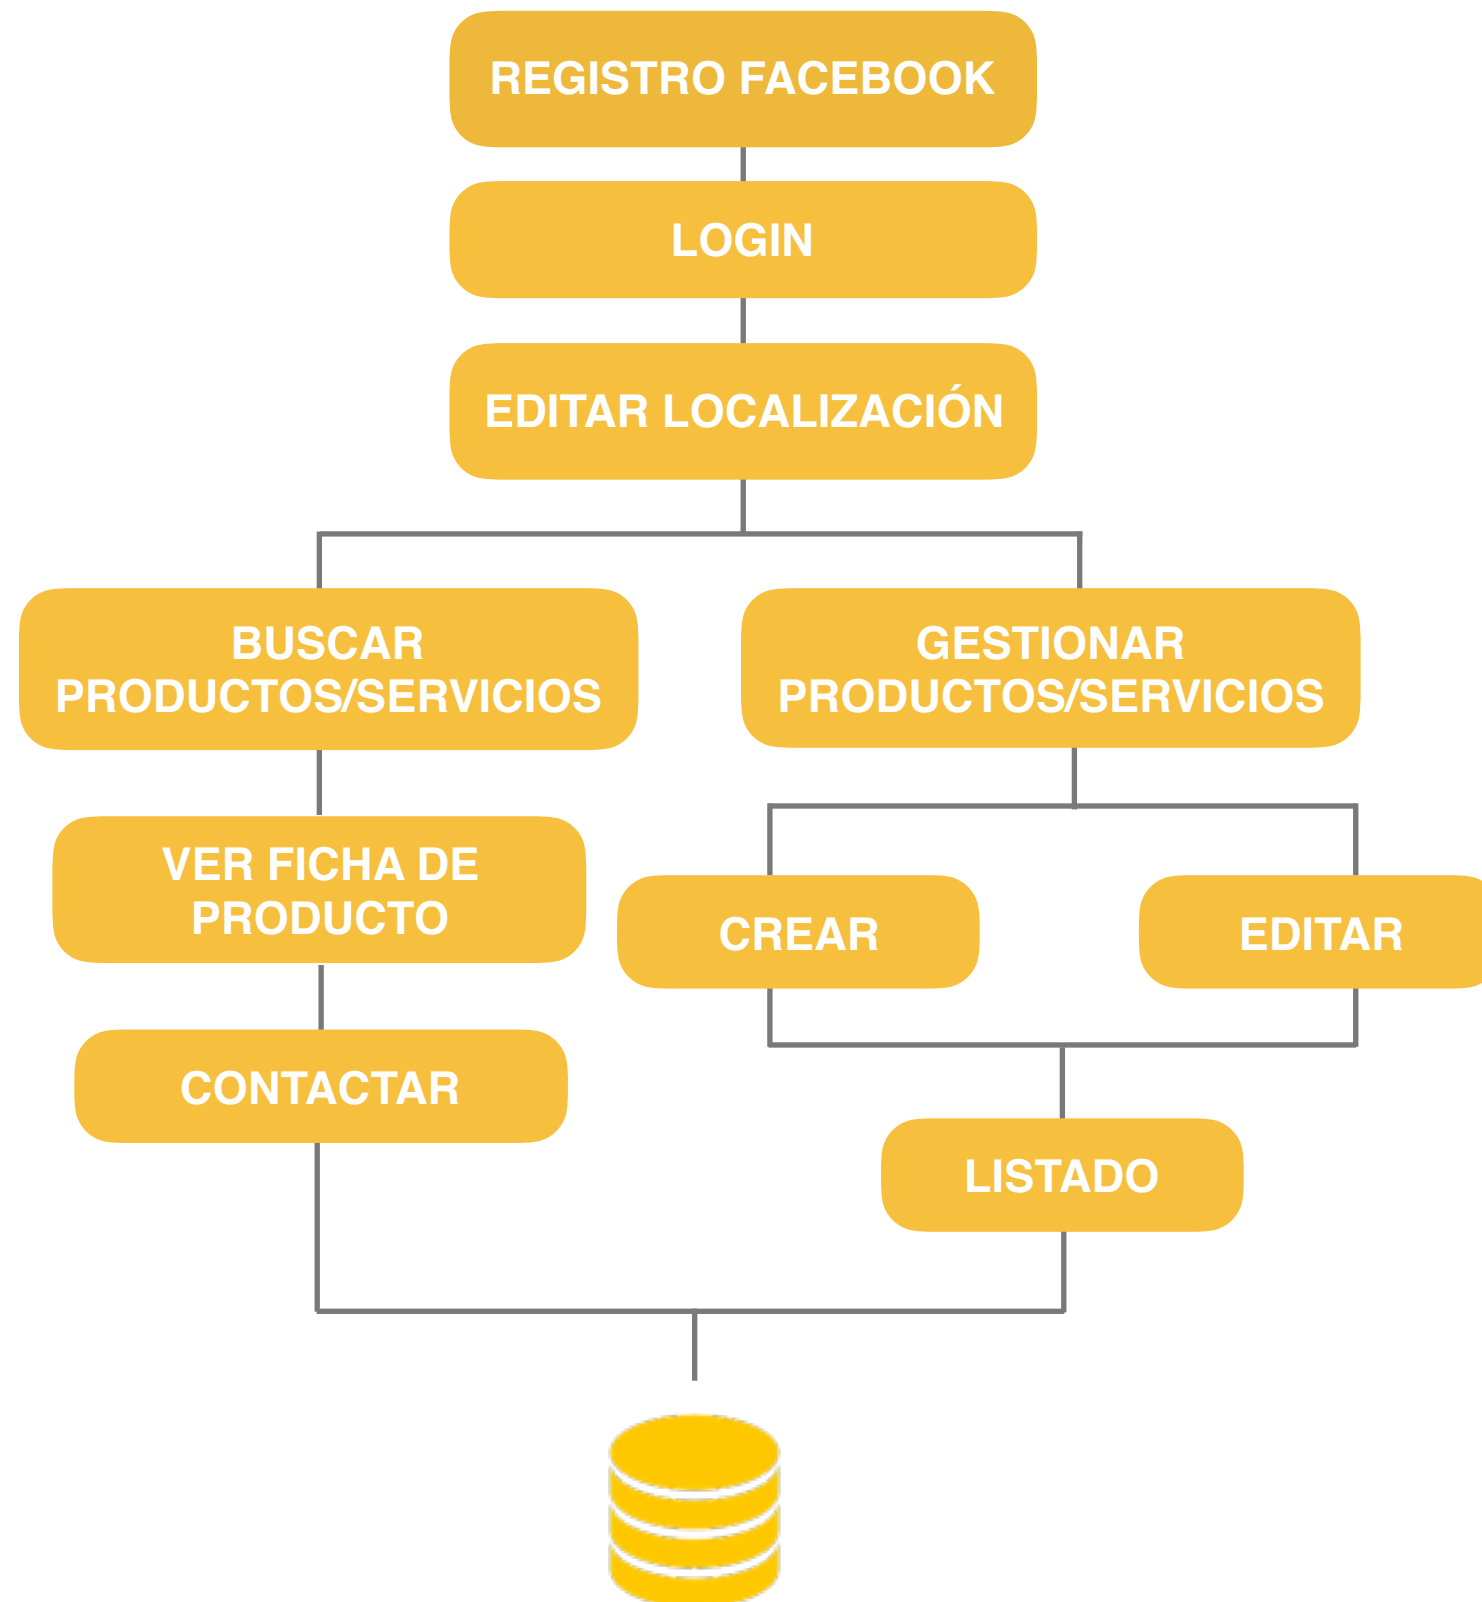 REGISTRO FACEBOOK
LOGIN
EDITAR LOCALIZACIÓN
BUSCAR
PRODUCTOS/SERVICIOS
GESTIONAR
PRODUCTOS/SERVICIOS
VER FICHA DE
PRODUCTO
CREAR
EDITAR
CONTACTAR
LISTADO